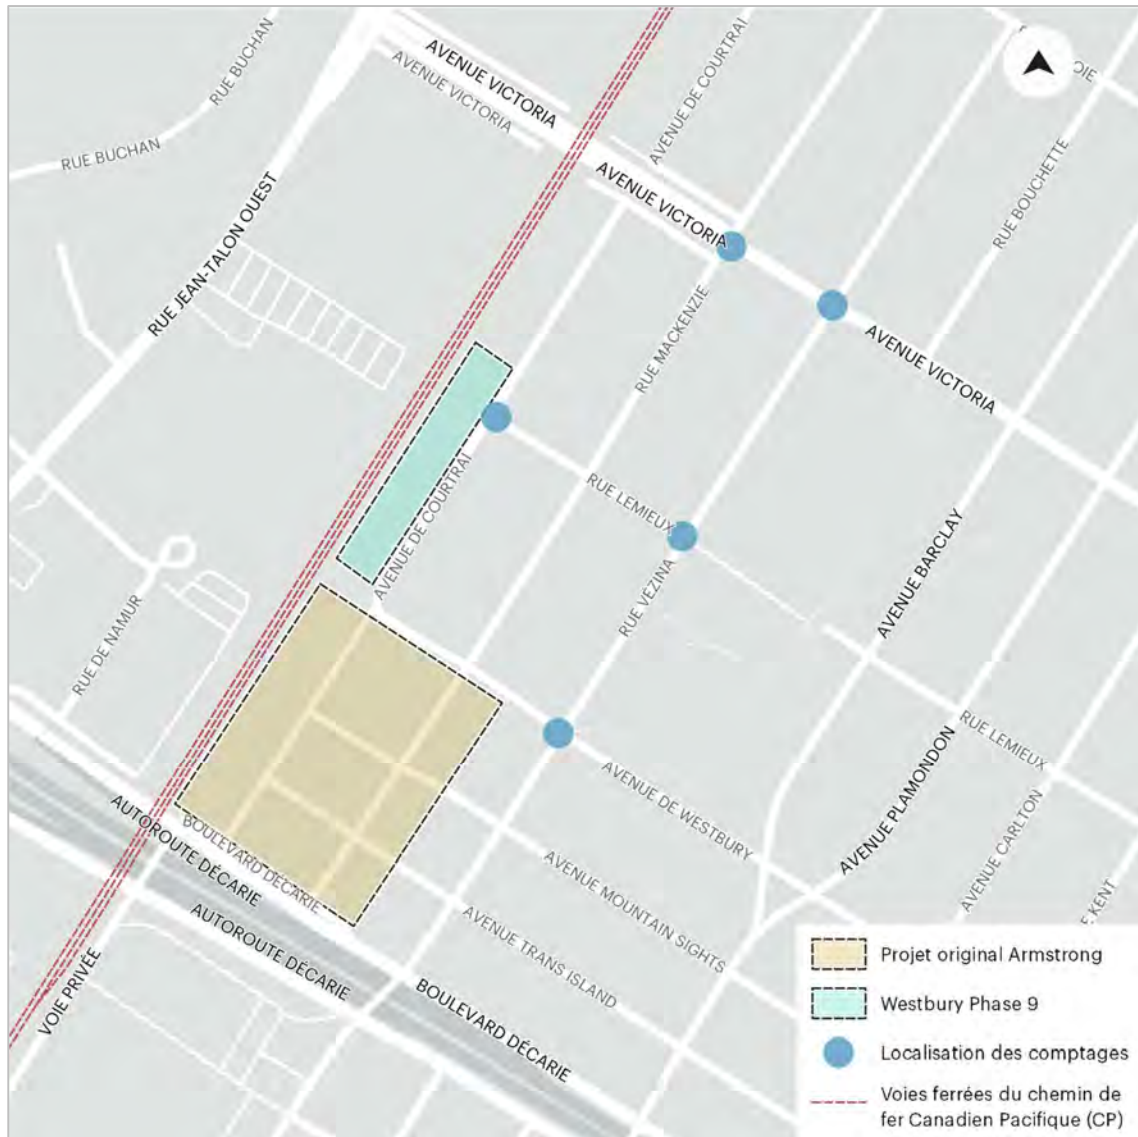 RUE BUCHAN
RUE BUCHAN
AVENUE VICTORIA
AVENUE VICTORIA
AVENUE DE COURTRAI
OIE
RUE BOUCHETTE
AVENUE VICTORIA
RUE JEAN-TALON OUEST
RUE MACKENZIE
AVENUE VICTORIA
AVENUE DE COURTRAI
RUE LEMIEUX
AVENUE BARCLAY
RUE VEZINA
RUE DE NAMUR
RUE LEMIEUX
AVENUE PLAMONDON
AVENUE DE WESTBURY
AVENUE CARLTON
AUTOROUTE DÉCARIE
BOULEVARD DÉCARIE
AVENUE MOUNTAIN SIGHTS
E KENT
AUTOROUTE DÉCARIE
AVENUE TRANS ISLAND
VOIE PRIVÉE
BOULEVARD DÉCARIE
Projet original Armstrong
Westbury Phase 9
Localisation des comptages
Voies ferrées du chemin de
fer Canadien Pacifique (CP)